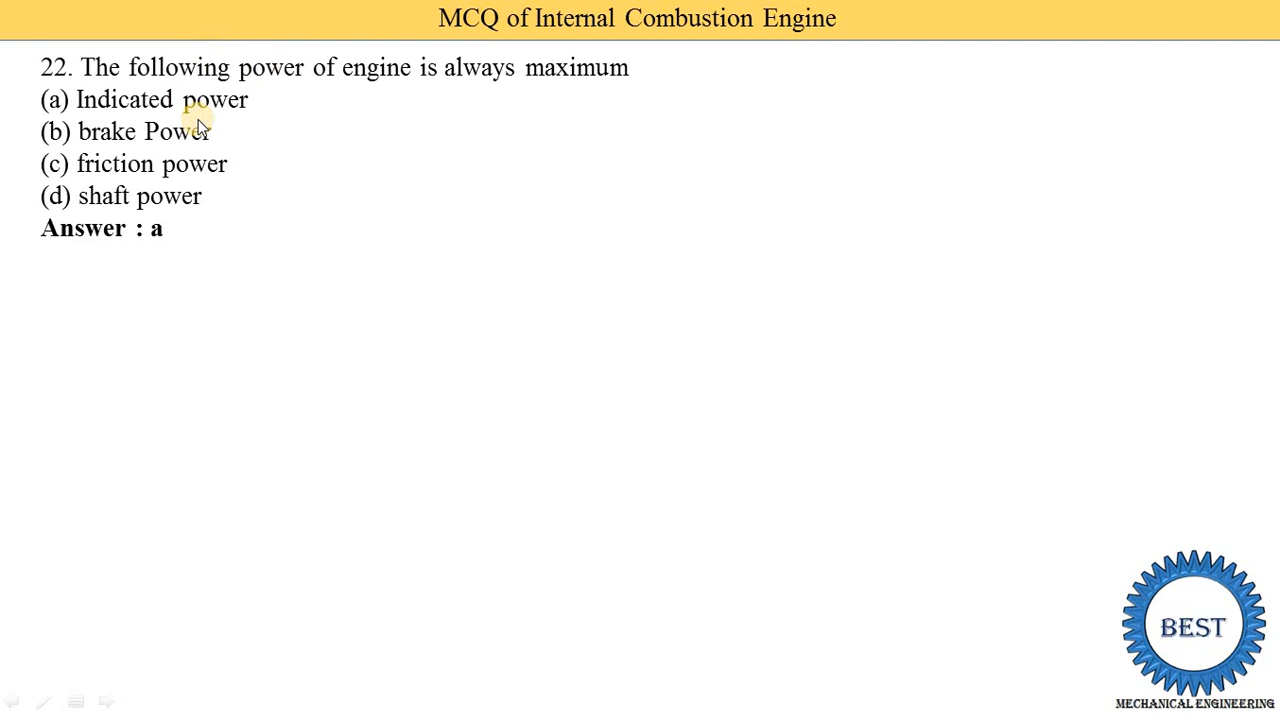 MCQ of Internal Combustion Engine
22. The following power of engine is always maximum
(a) Indicated power
(b) brake Power
(c) friction power
(d) shaft power
Answer : a
BEST
MECHANICAL ENGINEERING